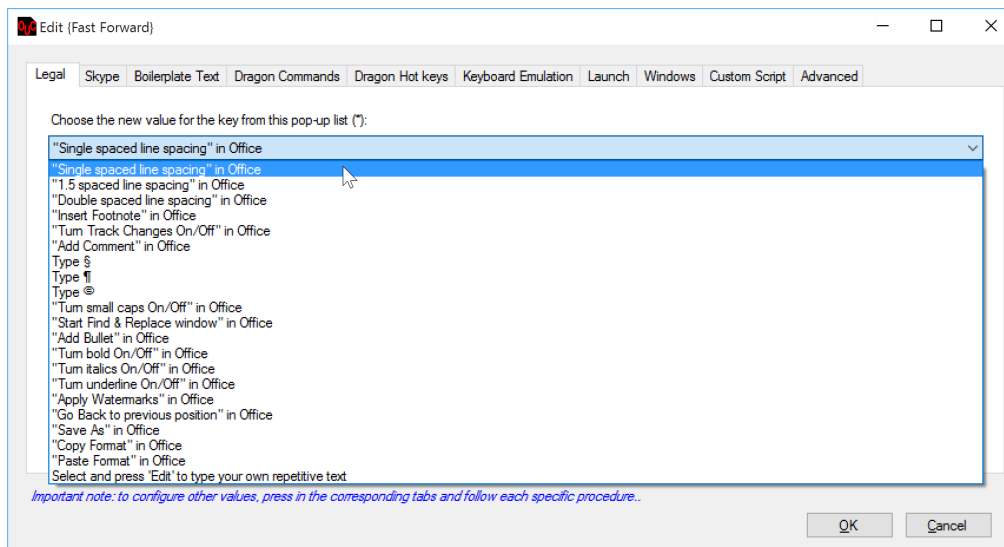 Edit {Fast Forward}
Legal Skype Boilerplate Text Dragon Commands Dragon Hot keys Keyboard Emulation Launch Windows Custom Script Advanced
Choose the new value for the key from this pop-up list (*):
"Single spaced line spacing" in Office
"Single spaced line spacing" in Office
"1.5 spaced line spacing" in Office
"Double spaced line spacing" in Office
"Insert Footnote" in Office
"Turn Track Changes On/Off" in Office
"Add Comment" in Office
Type §
Type ¶
Type ©
"Turn small caps On/Off" in Office
"Start Find & Replace window" in Office
"Add Bullet" in Office
"Turn bold On/Off" in Office
"Turn italics On/Off" in Office
"Turn underline On/Off" in Office
"Apply Watermarks" in Office
"Go Back to previous position" in Office
"Save As" in Office
"Copy Format" in Office
"Paste Format" in Office
Select and press 'Edit' to type your own repetitive text
Important note: to configure other values, press in the corresponding tabs and follow each specific procedure..
OK Cancel